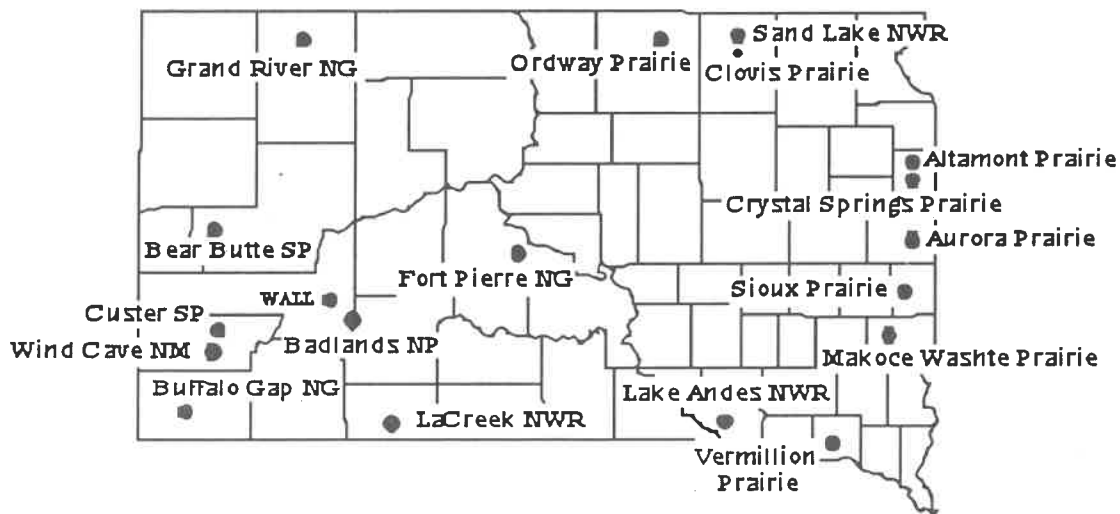 Sand Lake NWR
Grand River NG
Ordway Prairie
Clovis Prairie
Altamont Prairie
Crystal Springs Prairie
Bear Butte SP
Aurora Prairie
Fort Pierre NG
Sioux Prairie
WALL
Custer SP
Wind Cave NM
Badlands NP
Makoce Washte Prairie
Buffalo Gap NG
Lake Andes NWR
LaCreek NWR
Vermillion
Prairie